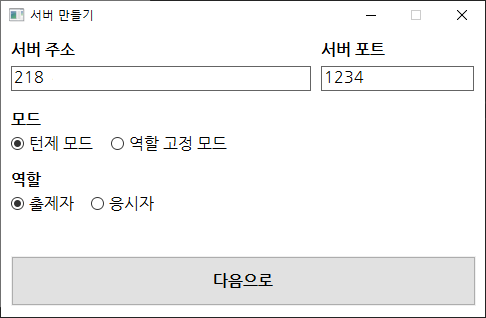 서버 만들기
서버 주소 서버 포트
218 1234
모드
턴제 모드 역할 고정 모드
역할
출제자 응시자
다음으로